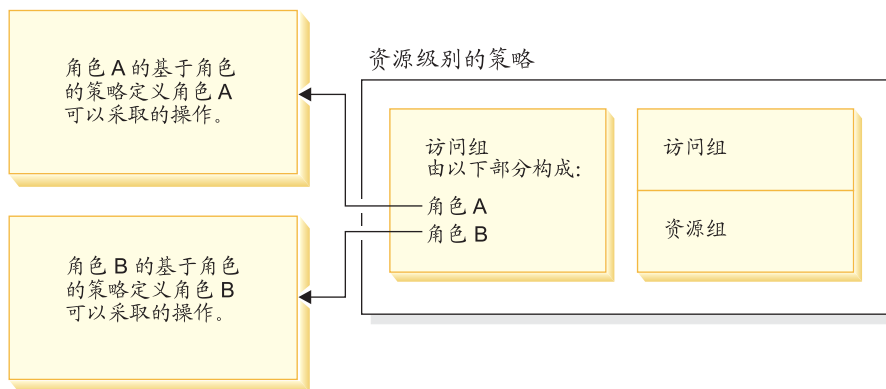 角色 A 的基于角色
的策略定义角色 A
可以采取的操作。
角色 B 的基于角色
的策略定义角色 B
可以采取的操作。
资源级别的策略
访问组
由以下部分构成:
角色 A
角色 B
访问组
资源组